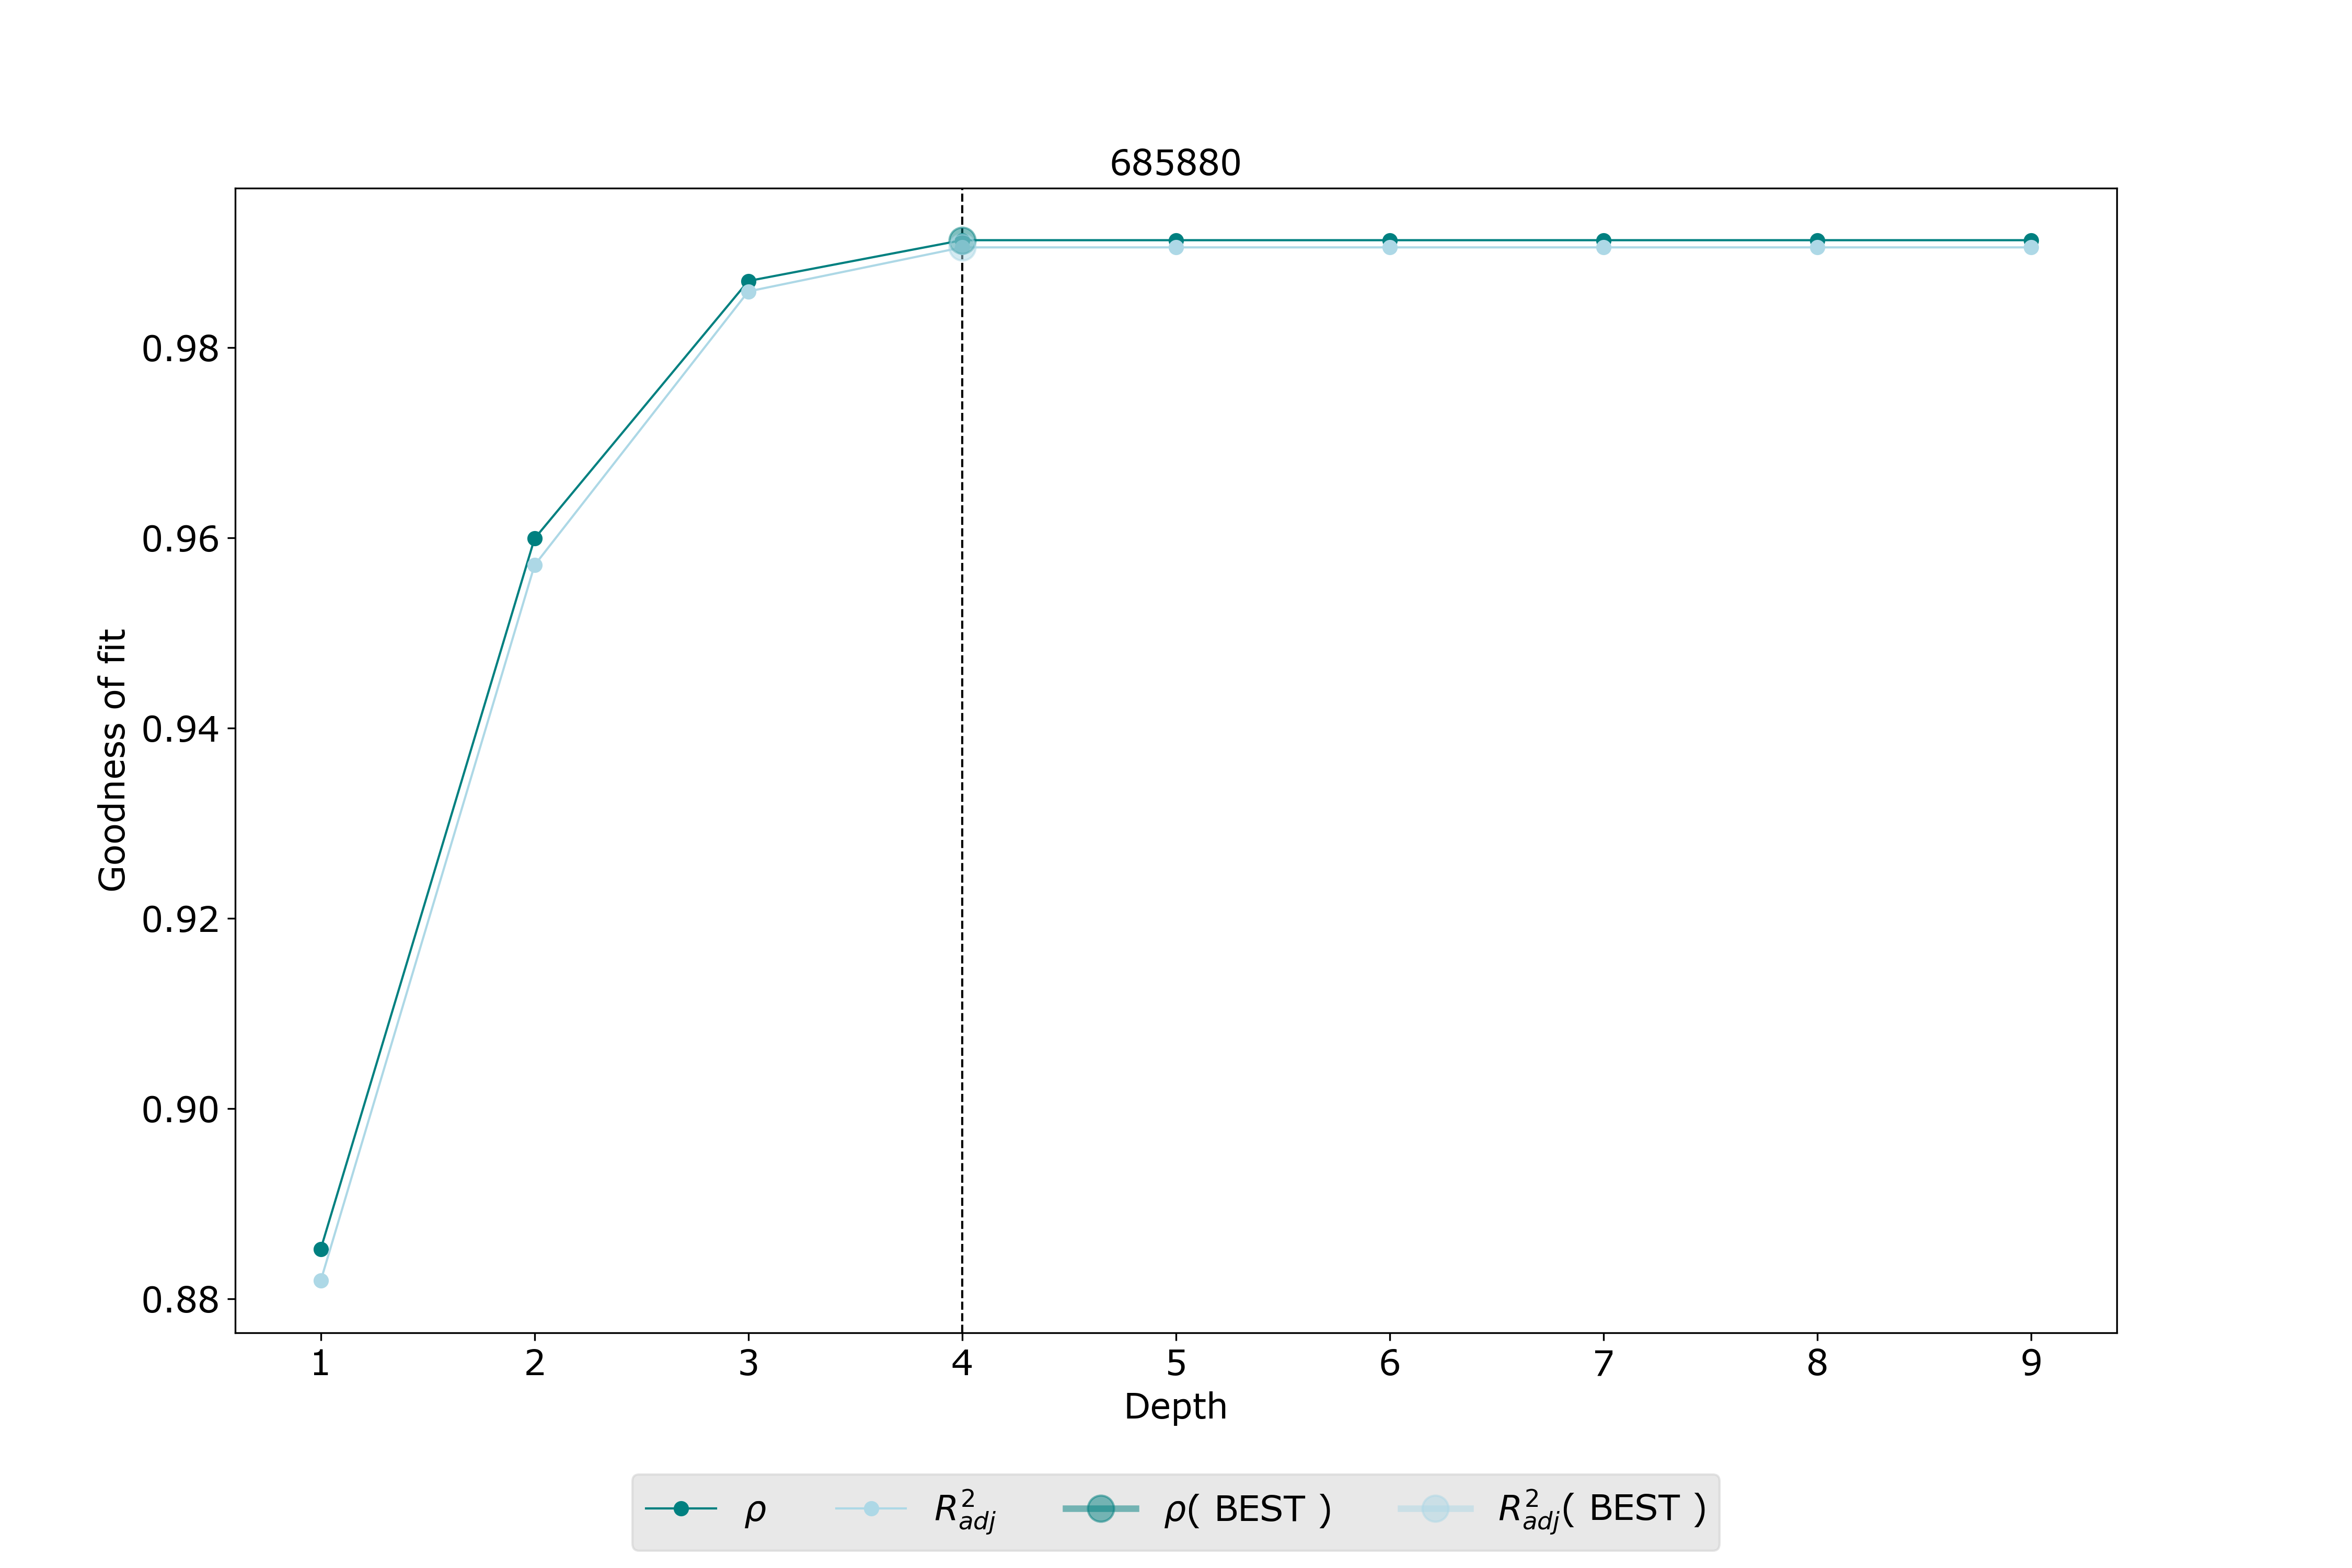 685880
Goodness of fit
0.98
0.96
0.94
0.92
0.90
0.88
1 2 3 4 5 6 7 8 9
Depth
ρ R²adj ρ( BEST ) R²adj( BEST )